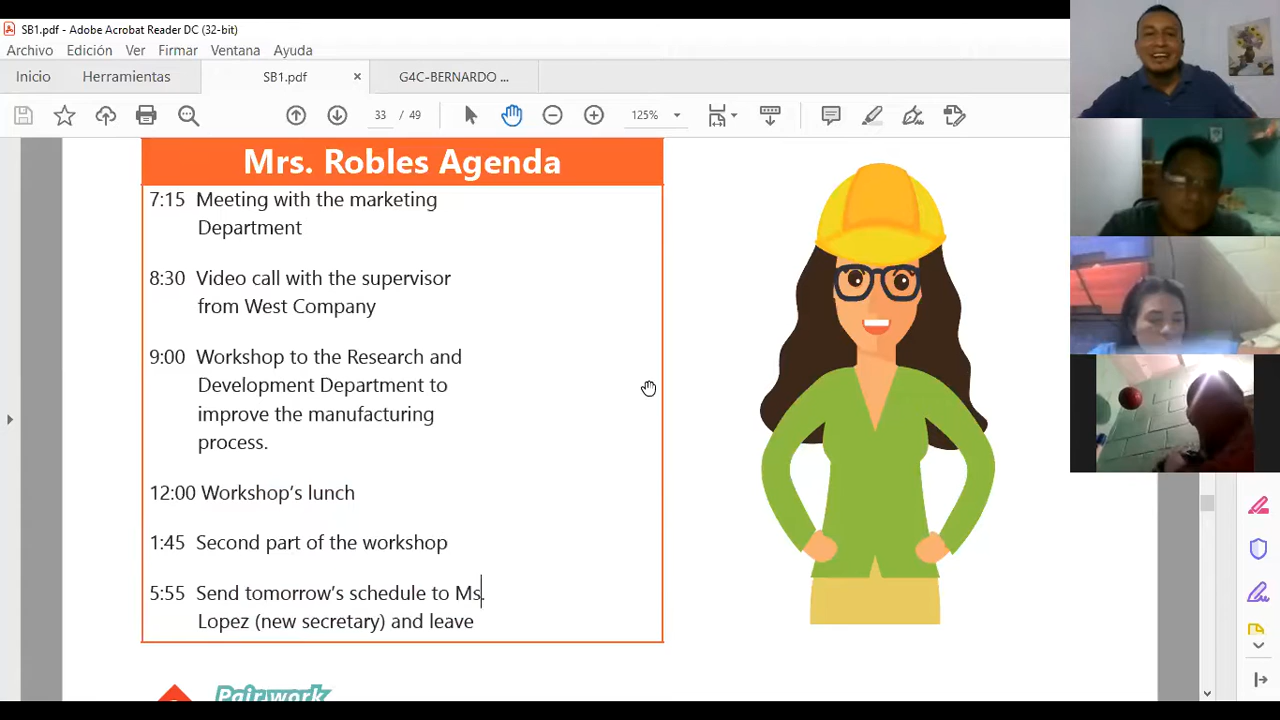 SB1.pdf - Adobe Acrobat Reader DC (32-bit)
Archivo Edición Ver Firmar Ventana Ayuda
Inicio Herramientas SB1.pdf × G4C-BERNARDO ...
33 / 49 125%
Mrs. Robles Agenda
7:15 Meeting with the marketing
Department
8:30 Video call with the supervisor
from West Company
9:00 Workshop to the Research and
Development Department to
improve the manufacturing
process.
12:00 Workshop's lunch
1:45 Second part of the workshop
5:55 Send tomorrow's schedule to Ms.
Lopez (new secretary) and leave
Pair work